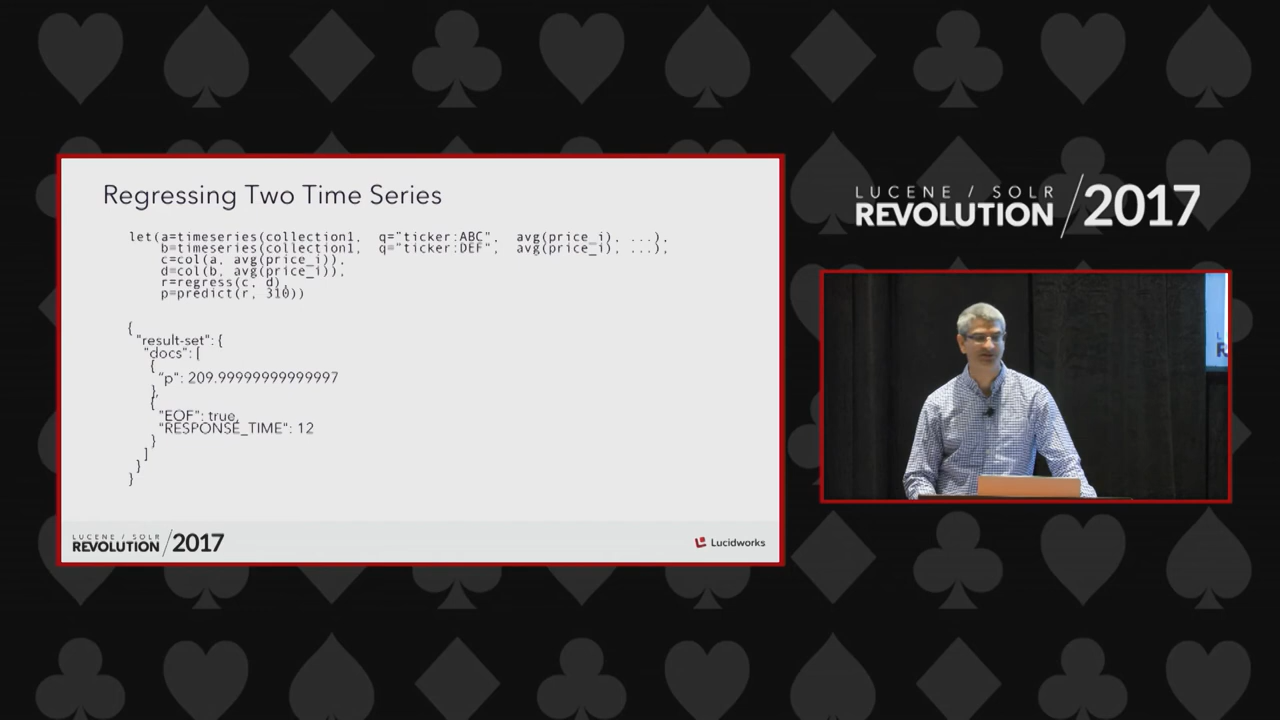 Regressing Two Time Series
let(a=timeseries(collection1, q="ticker:ABC", avg(price_i), ...),
b=timeseries(collection1, q="ticker:DEF", avg(price_i), ...),
c=col(a, avg(price_i)),
d=col(b, avg(price_i)),
r=regress(c, d),
p=predict(r, 310))
{
"result-set": {
"docs": [
{
"p": 209.99999999999997
},
{
"EOF": true,
"RESPONSE_TIME": 12
}
]
}
}
LUCENE / SOLR
REVOLUTION / 2017
Lucidworks
LUCENE / SOLR
REVOLUTION / 2017